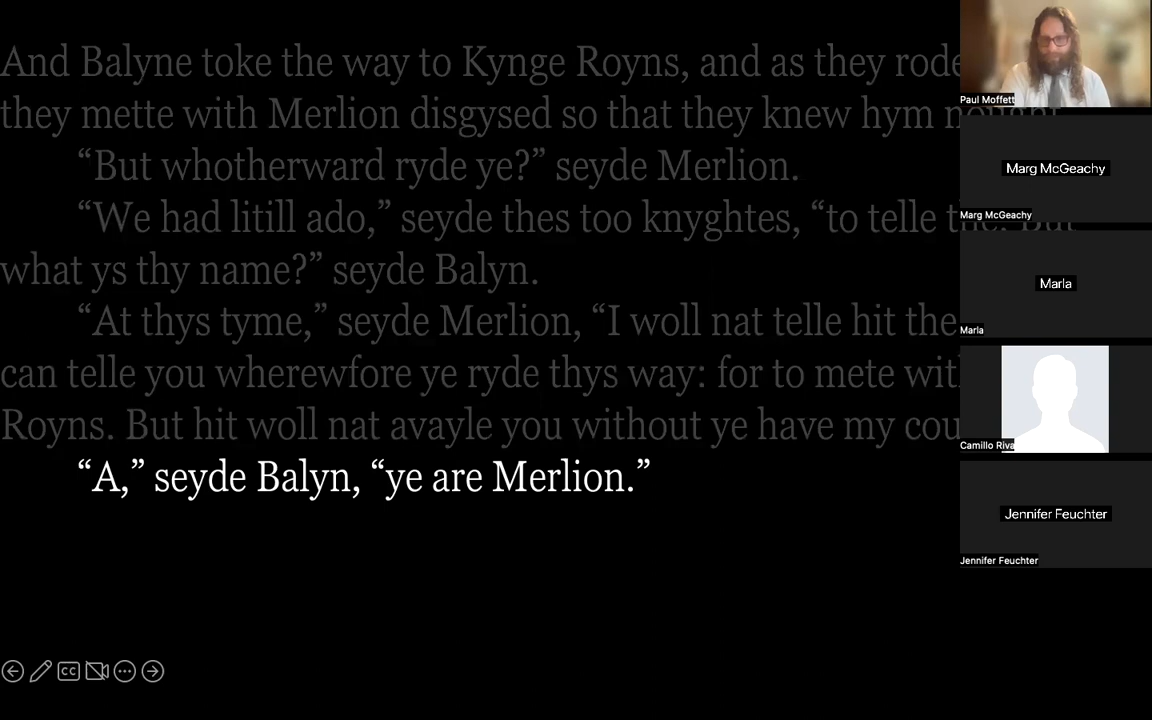 And Balyne toke the way to Kynge Royns, and as they rode
they mette with Merlion disgysed so that they knew hym nought
“But whotherward ryde ye?” seyde Merlion.
“We had litill ado,” seyde thes too knyghtes, “to telle
what ys thy name?” seyde Balyn.
“At thys tyme,” seyde Merlion, “I woll nat telle hit
can telle you wherewfore ye ryde thys way: for to mete
Royns. But hit woll nat avayle you without ye have my
“A,” seyde Balyn, “ye are Merlion.”
CC
Paul Moffett
Marg McGeachy
Marg McGeachy
Marla
Marla
Camillo Riva
Jennifer Feuchter
Jennifer Feuchter